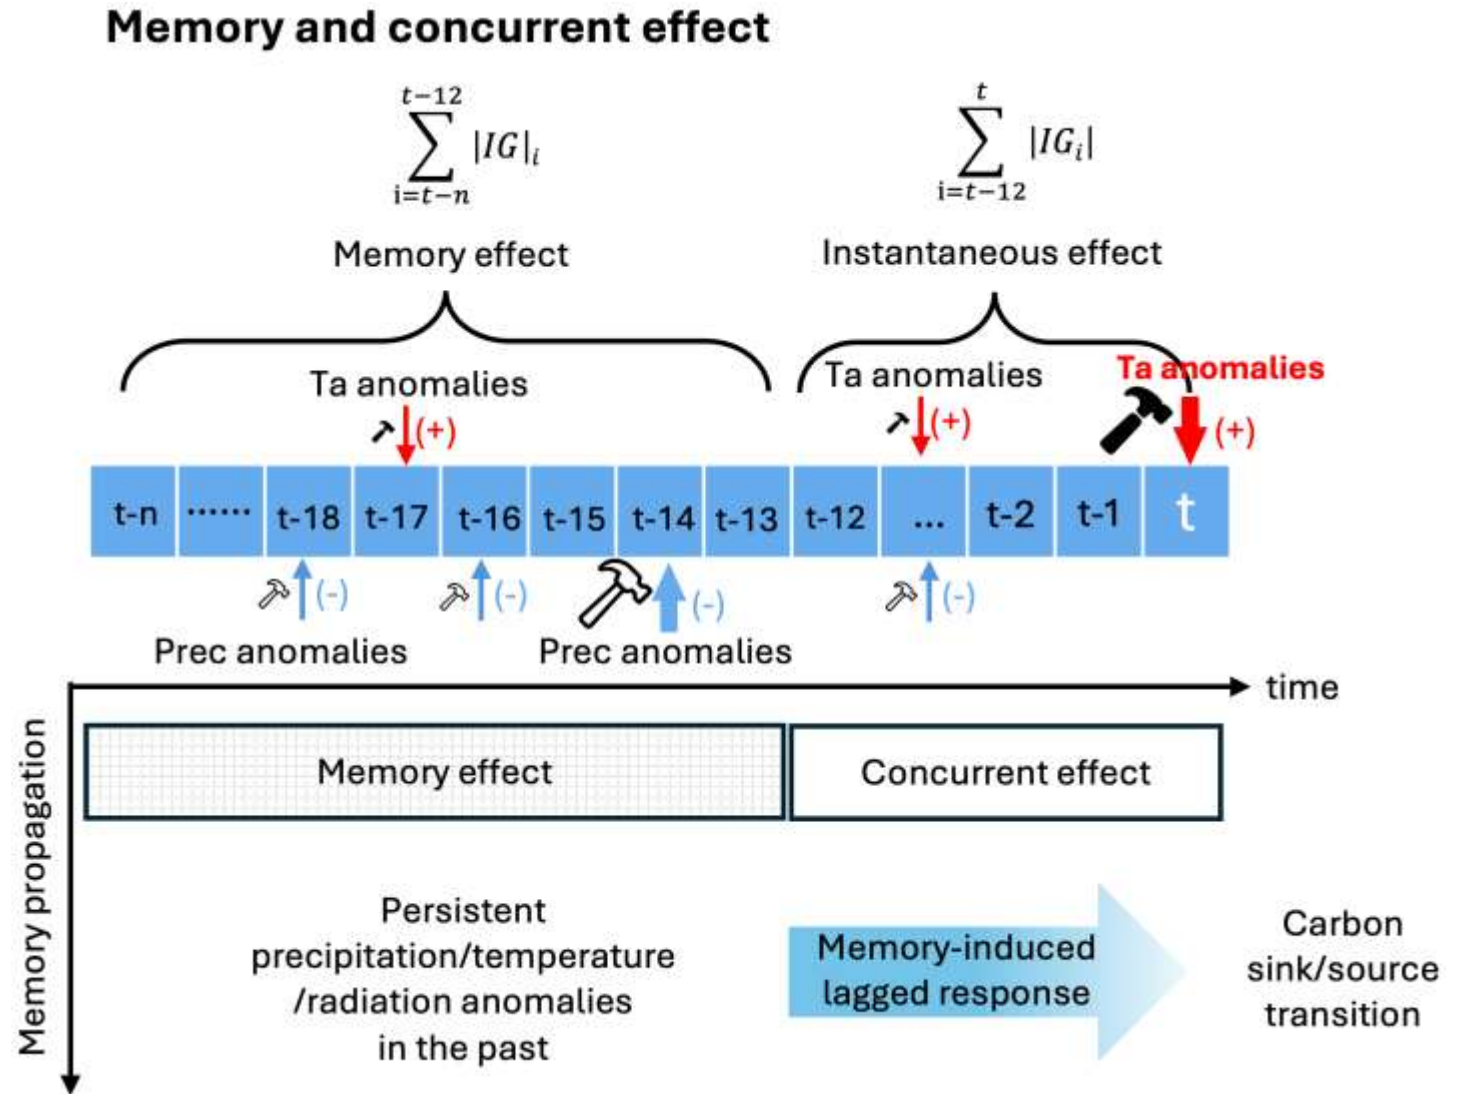 Memory and concurrent effect
t−12
∑ |IG|ᵢ
i=t−n
t
∑ |IGᵢ|
i=t−12
Memory effect
Instantaneous effect
Ta anomalies
Ta anomalies
Ta anomalies
(+)
(+)
(+)
t-n ...... t-18 t-17 t-16 t-15 t-14 t-13 t-12 ... t-2 t-1 t
(-)
(-)
(-)
(-)
Prec anomalies
Prec anomalies
time
Memory propagation
Memory effect
Concurrent effect
Persistent
precipitation/temperature
/radiation anomalies
in the past
Memory-induced
lagged response
Carbon
sink/source
transition